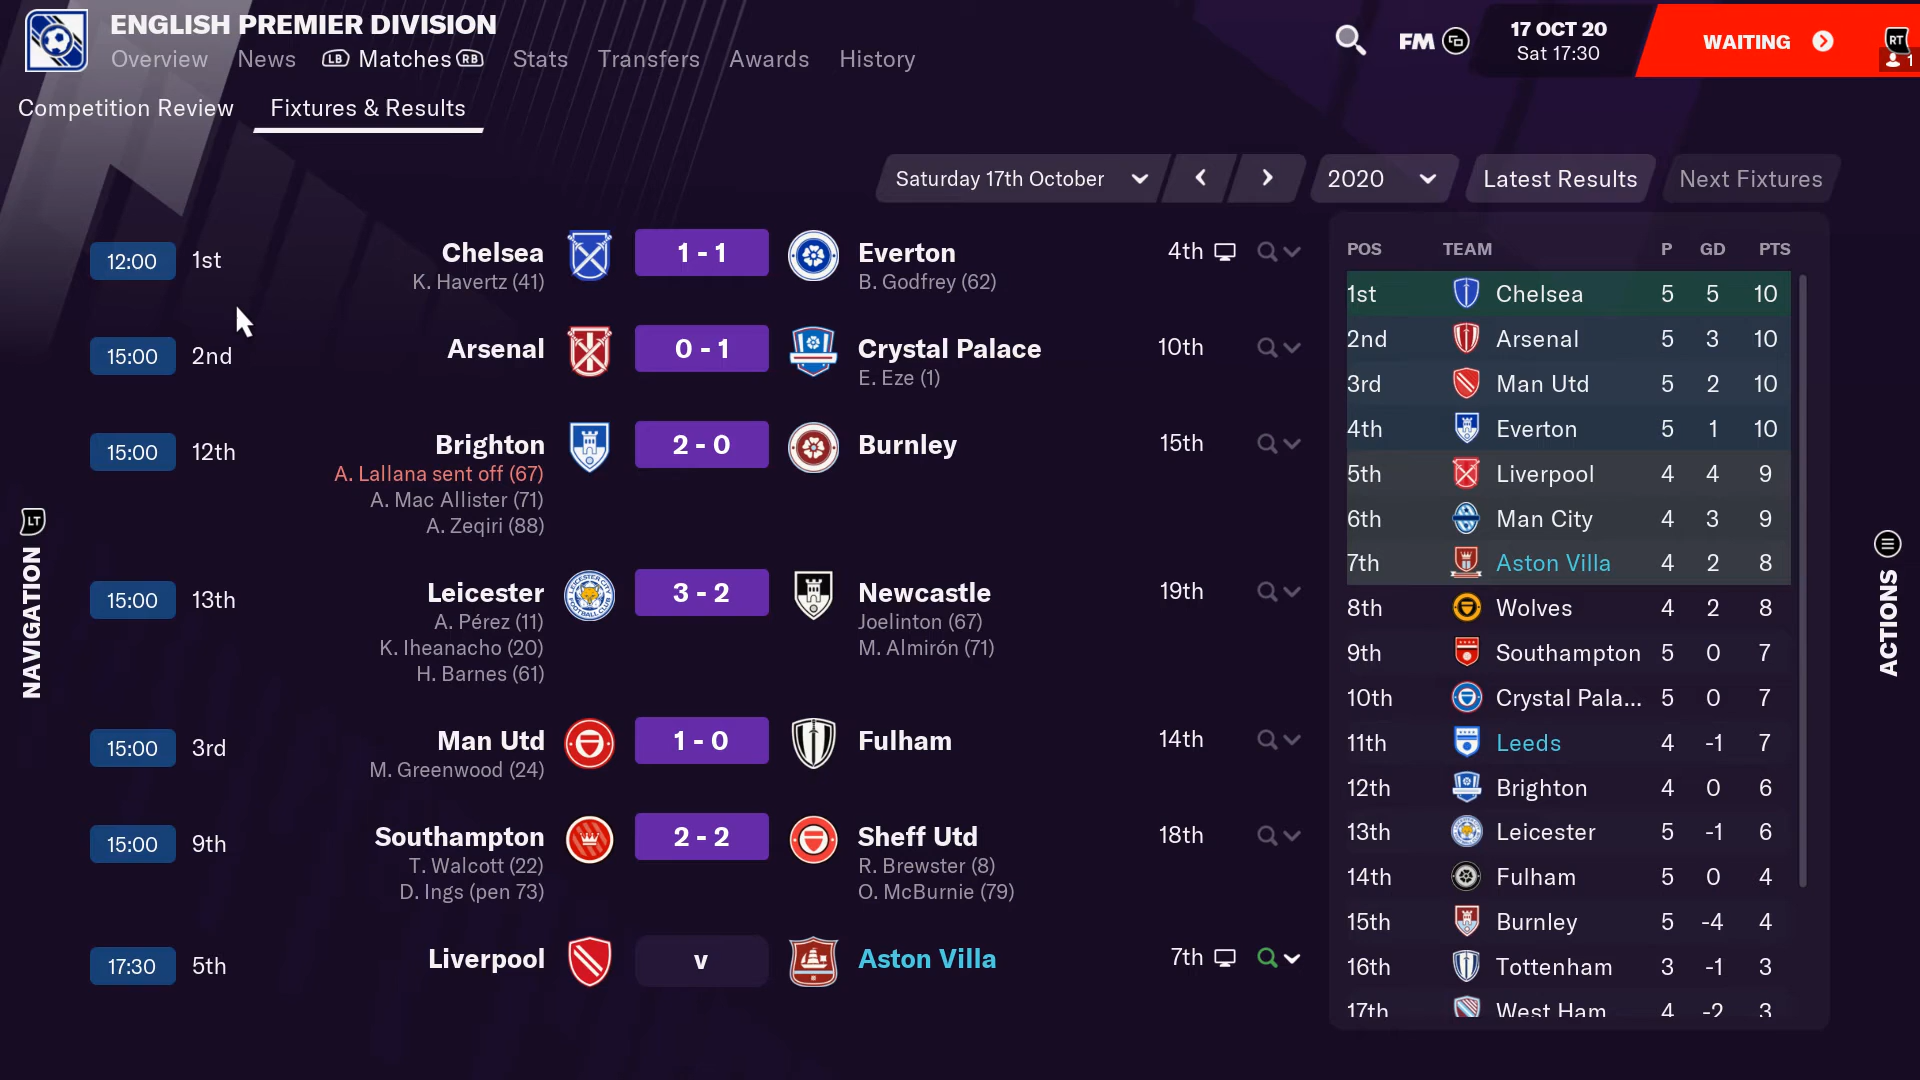 ENGLISH PREMIER DIVISION
Overview News LB Matches RB Stats Transfers Awards History
FM
17 OCT 20
Sat 17:30
WAITING
RT
1
Competition Review Fixtures & Results
Saturday 17th October 2020 Latest Results Next Fixtures
12:00 1st Chelsea 1 - 1 Everton 4th
K. Havertz (41) B. Godfrey (62)
15:00 2nd Arsenal 0 - 1 Crystal Palace 10th
E. Eze (1)
15:00 12th Brighton 2 - 0 Burnley 15th
A. Lallana sent off (67)
A. Mac Allister (71)
A. Zeqiri (88)
15:00 13th Leicester 3 - 2 Newcastle 19th
A. Pérez (11) Joelinton (67)
K. Iheanacho (20) M. Almirón (71)
H. Barnes (61)
15:00 3rd Man Utd 1 - 0 Fulham 14th
M. Greenwood (24)
15:00 9th Southampton 2 - 2 Sheff Utd 18th
T. Walcott (22) R. Brewster (8)
D. Ings (pen 73) O. McBurnie (79)
17:30 5th Liverpool v Aston Villa 7th
POS TEAM P GD PTS
1st Chelsea 5 5 10
2nd Arsenal 5 3 10
3rd Man Utd 5 2 10
4th Everton 5 1 10
5th Liverpool 4 4 9
6th Man City 4 3 9
7th Aston Villa 4 2 8
8th Wolves 4 2 8
9th Southampton 5 0 7
10th Crystal Pala... 5 0 7
11th Leeds 4 -1 7
12th Brighton 4 0 6
13th Leicester 5 -1 6
14th Fulham 5 0 4
15th Burnley 5 -4 4
16th Tottenham 3 -1 3
17th West Ham 4 -2 3
LT
NAVIGATION
ACTIONS